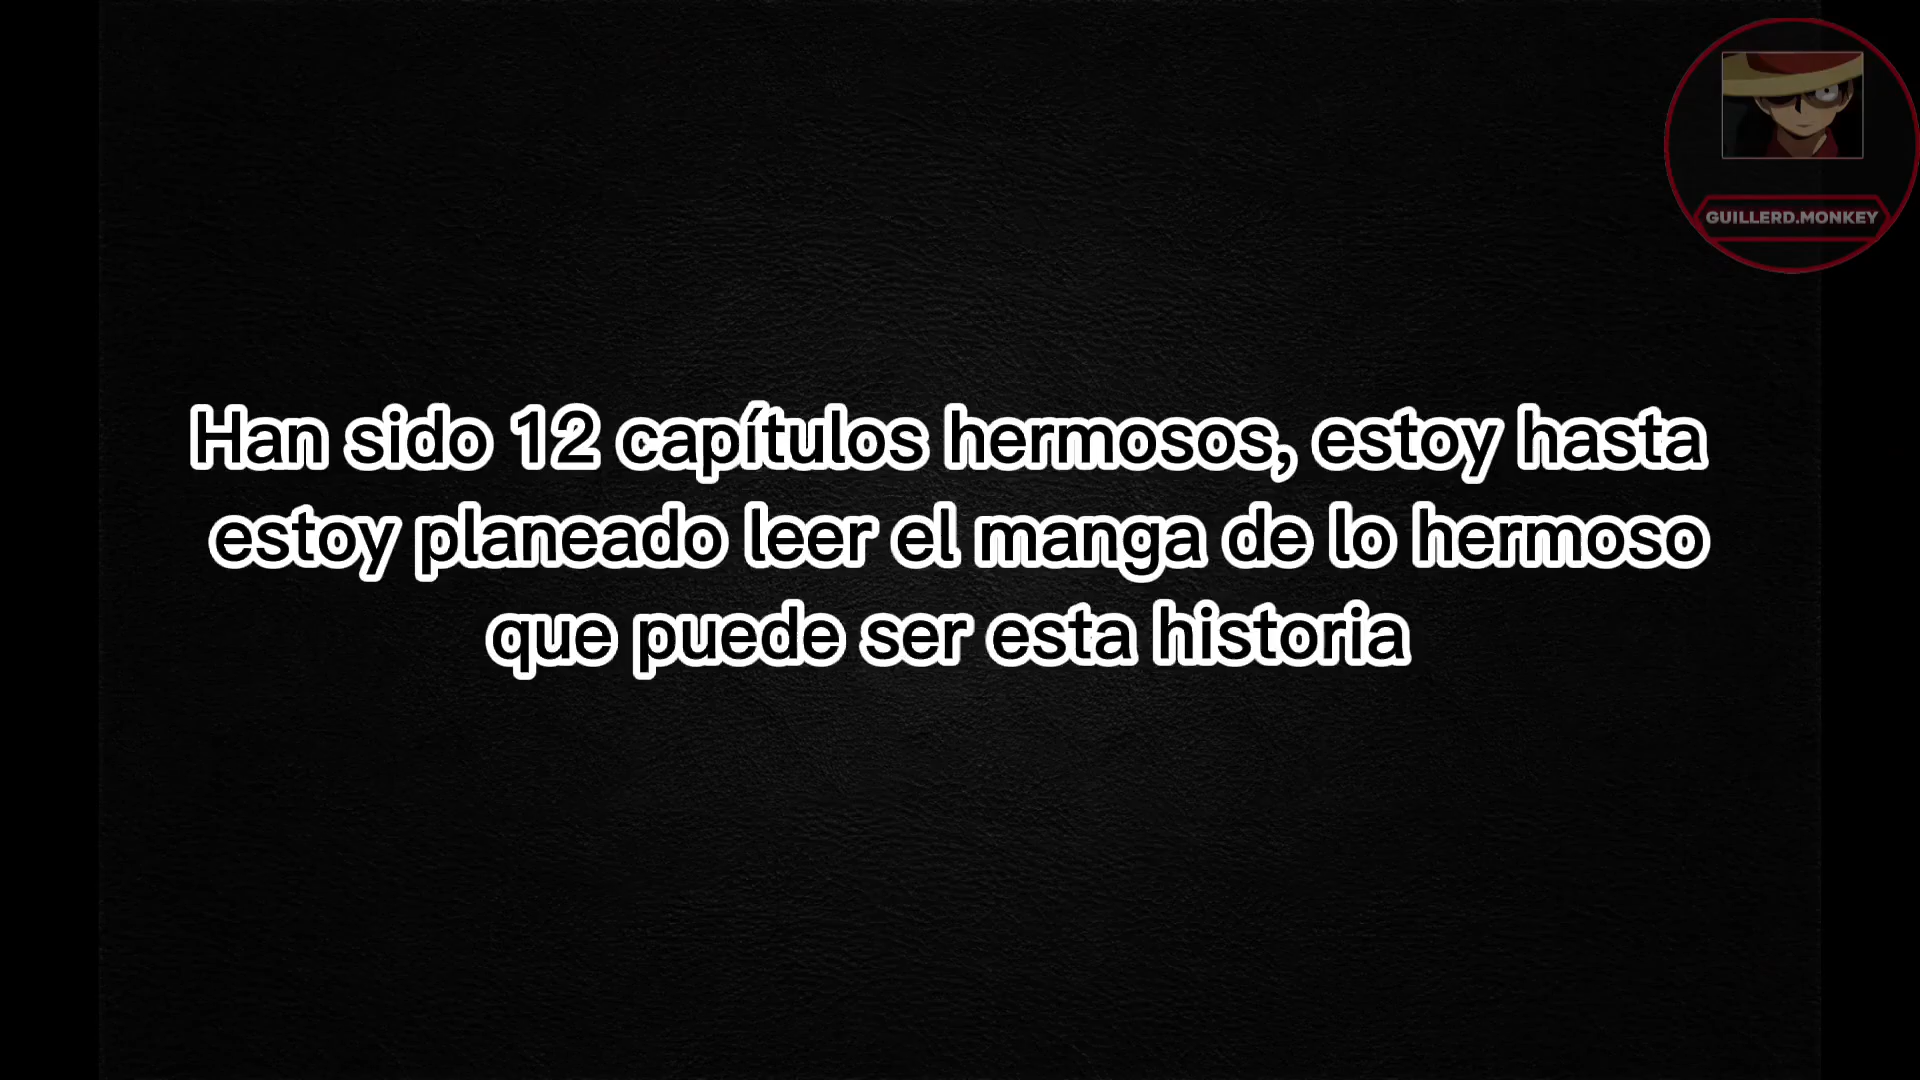 GUILLERD.MONKEY
Han sido 12 capítulos hermosos, estoy hasta
estoy planeado leer el manga de lo hermoso
que puede ser esta historia